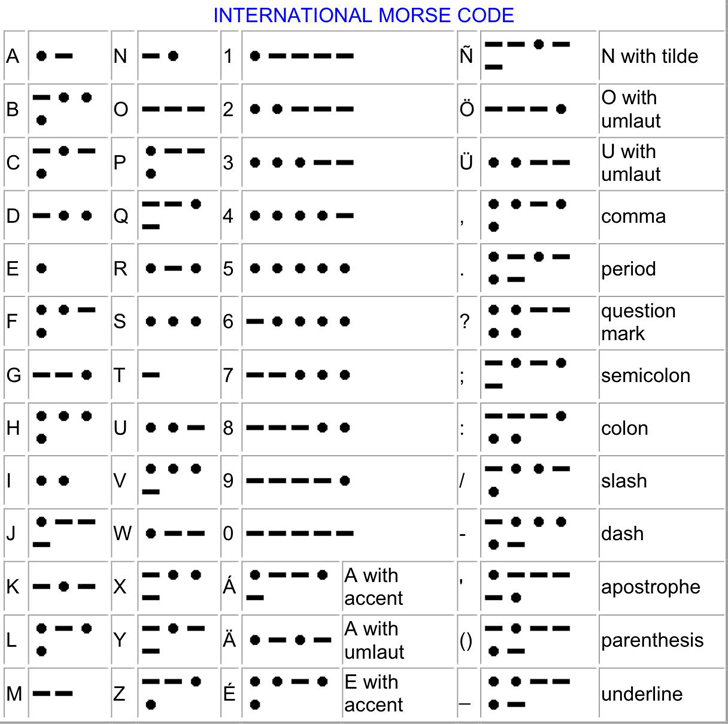 INTERNATIONAL MORSE CODE
A N 1 Ñ N with tilde
B O 2 Ö O with
umlaut
C P 3 Ü U with
umlaut
D Q 4 , comma
E R 5 . period
F S 6 ? question
mark
G T 7 ; semicolon
H U 8 : colon
I V 9 / slash
J W 0 - dash
K X Á A with
accent
' apostrophe
L Y Ä A with
umlaut
() parenthesis
M Z É E with
accent
_ underline